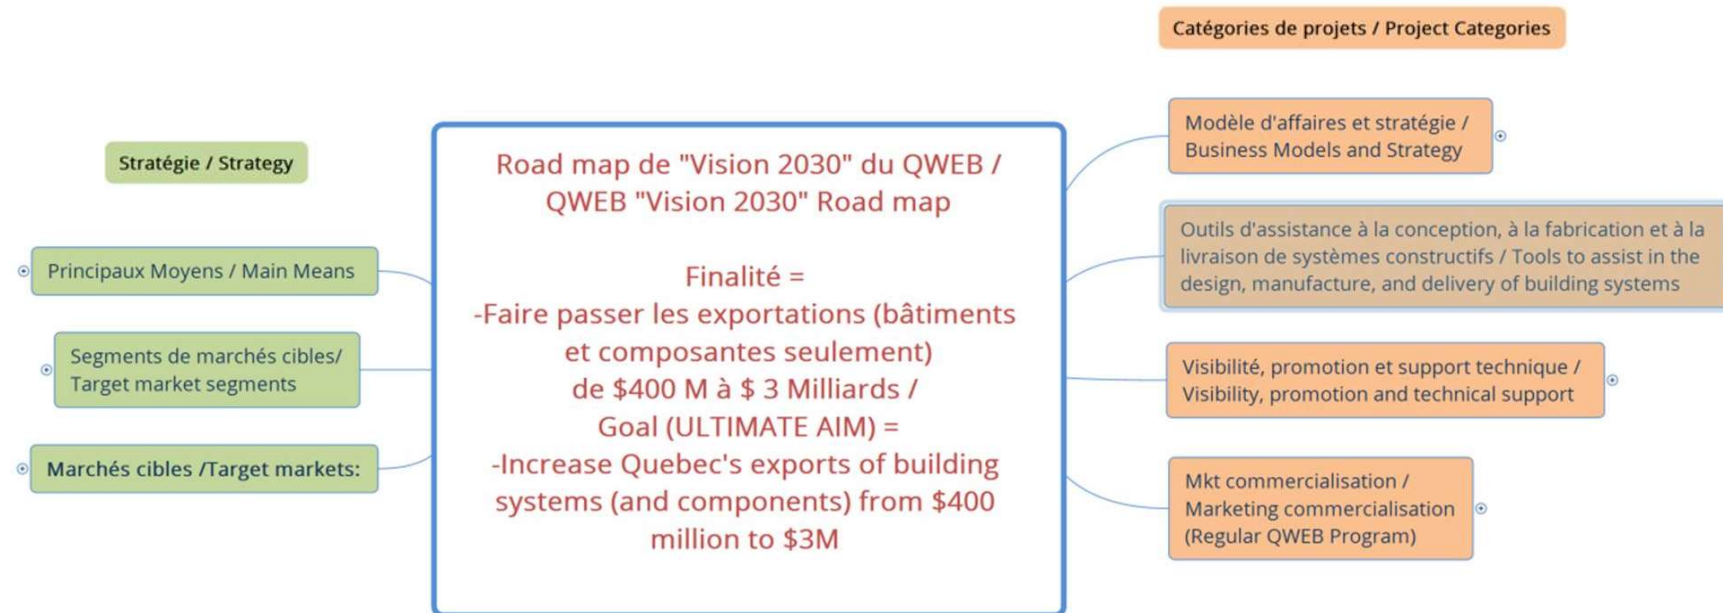 Catégories de projets / Project Categories
Stratégie / Strategy
Principaux Moyens / Main Means
Segments de marchés cibles/
Target market segments
Marchés cibles /Target markets:
Road map de "Vision 2030" du QWEB /
QWEB "Vision 2030" Road map
Finalité =
-Faire passer les exportations (bâtiments
et composantes seulement)
de $400 M à $ 3 Milliards /
Goal (ULTIMATE AIM) =
-Increase Quebec's exports of building
systems (and components) from $400
million to $3M
Modèle d'affaires et stratégie /
Business Models and Strategy
Outils d'assistance à la conception, à la fabrication et à la
livraison de systèmes constructifs / Tools to assist in the
design, manufacture, and delivery of building systems
Visibilité, promotion et support technique /
Visibility, promotion and technical support
Mkt commercialisation /
Marketing commercialisation
(Regular QWEB Program)